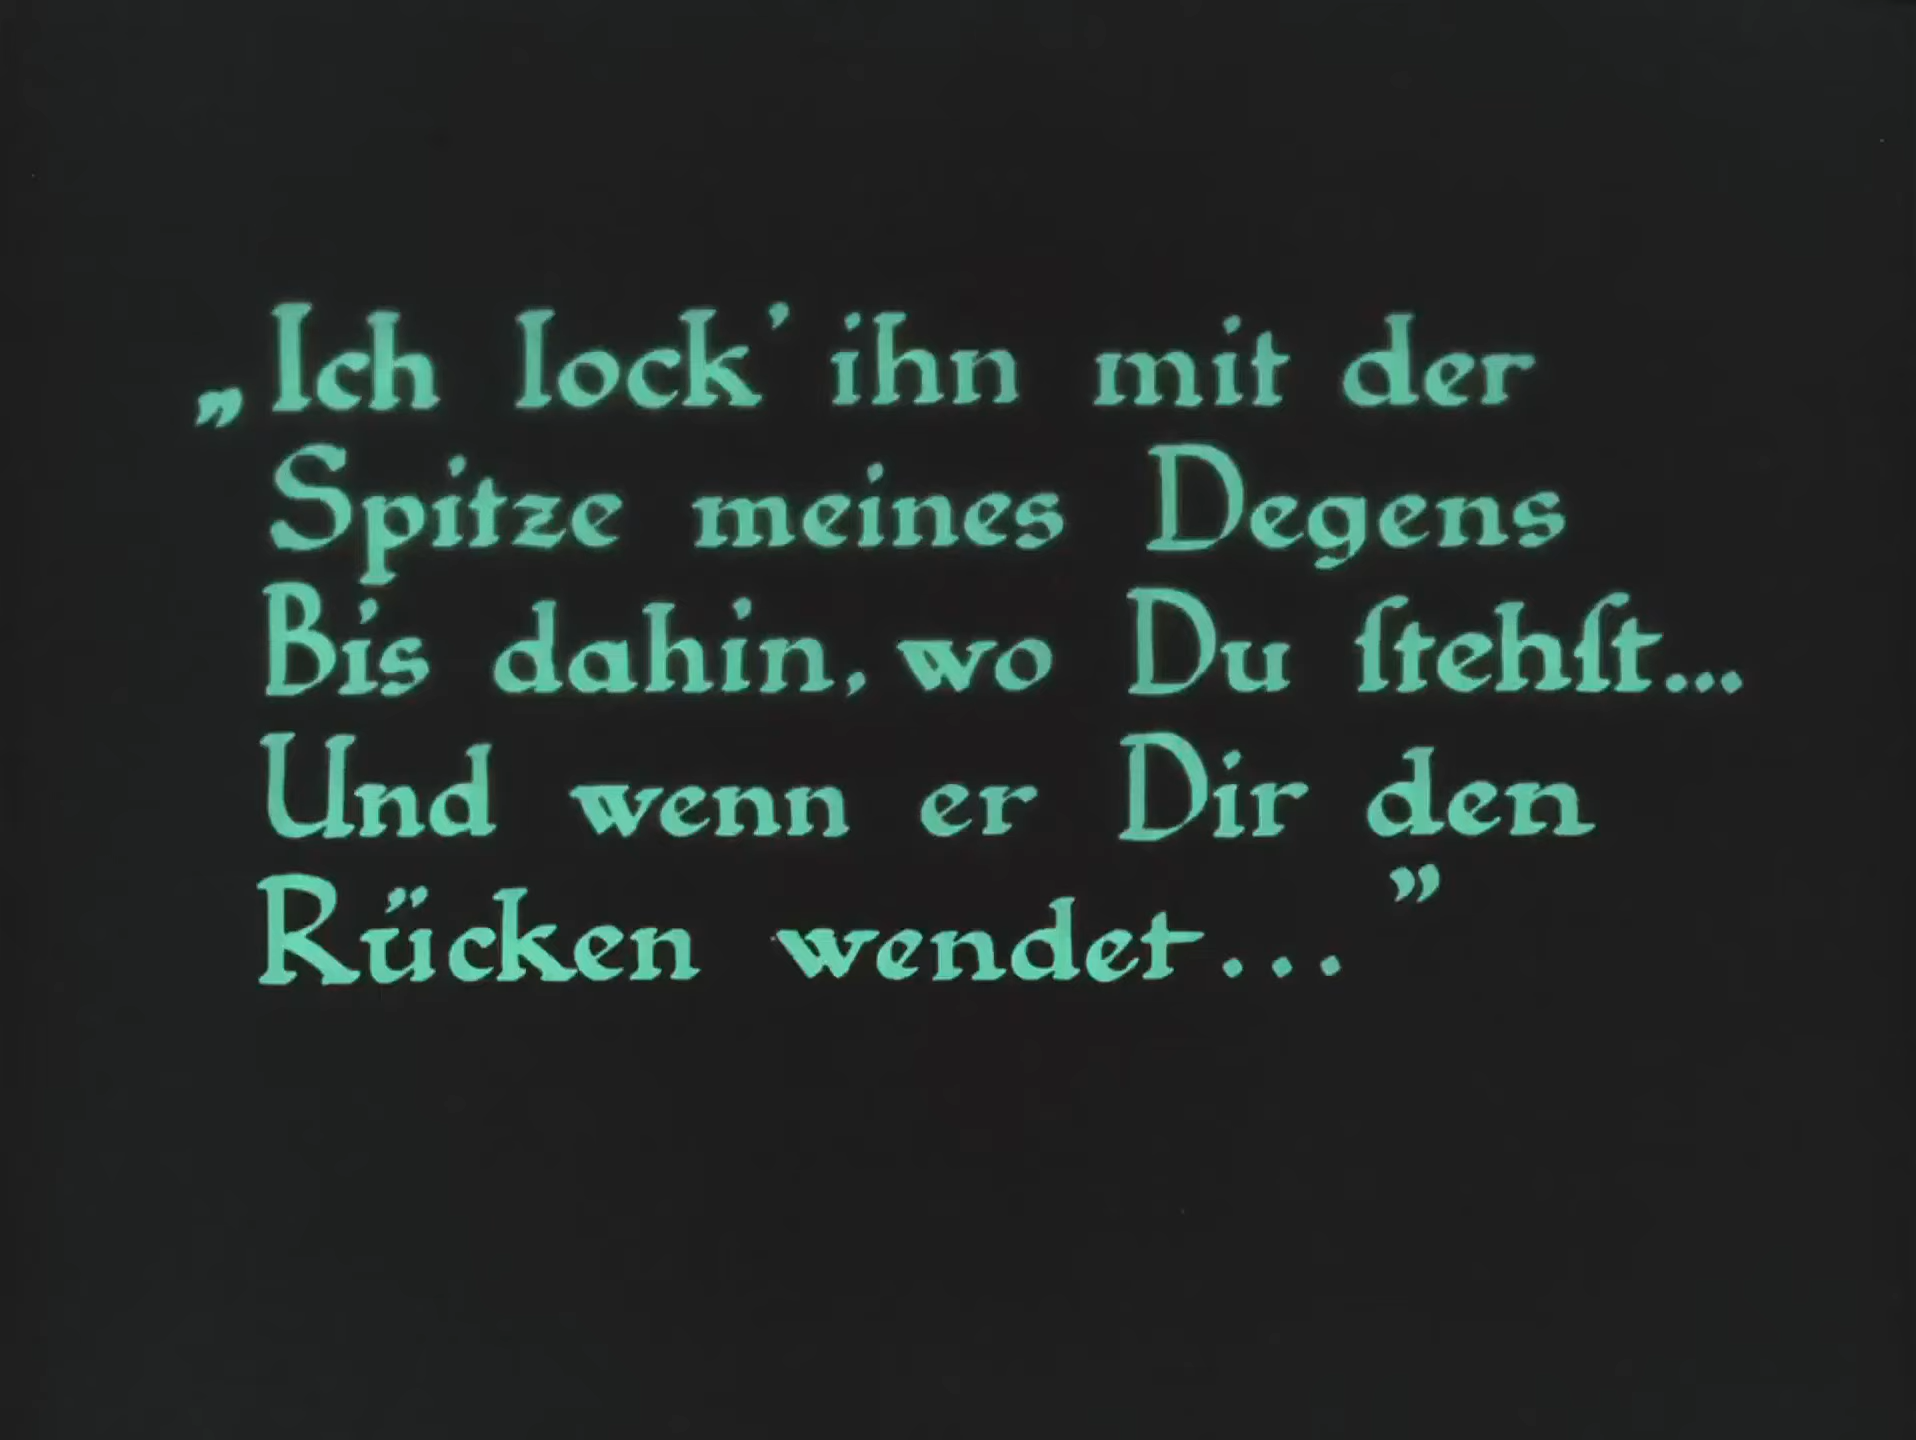 „Ich lock’ ihn mit der
Spitze meines Degens
Bis dahin, wo Du ſtehſt...
Und wenn er Dir den
Rücken wendet...”